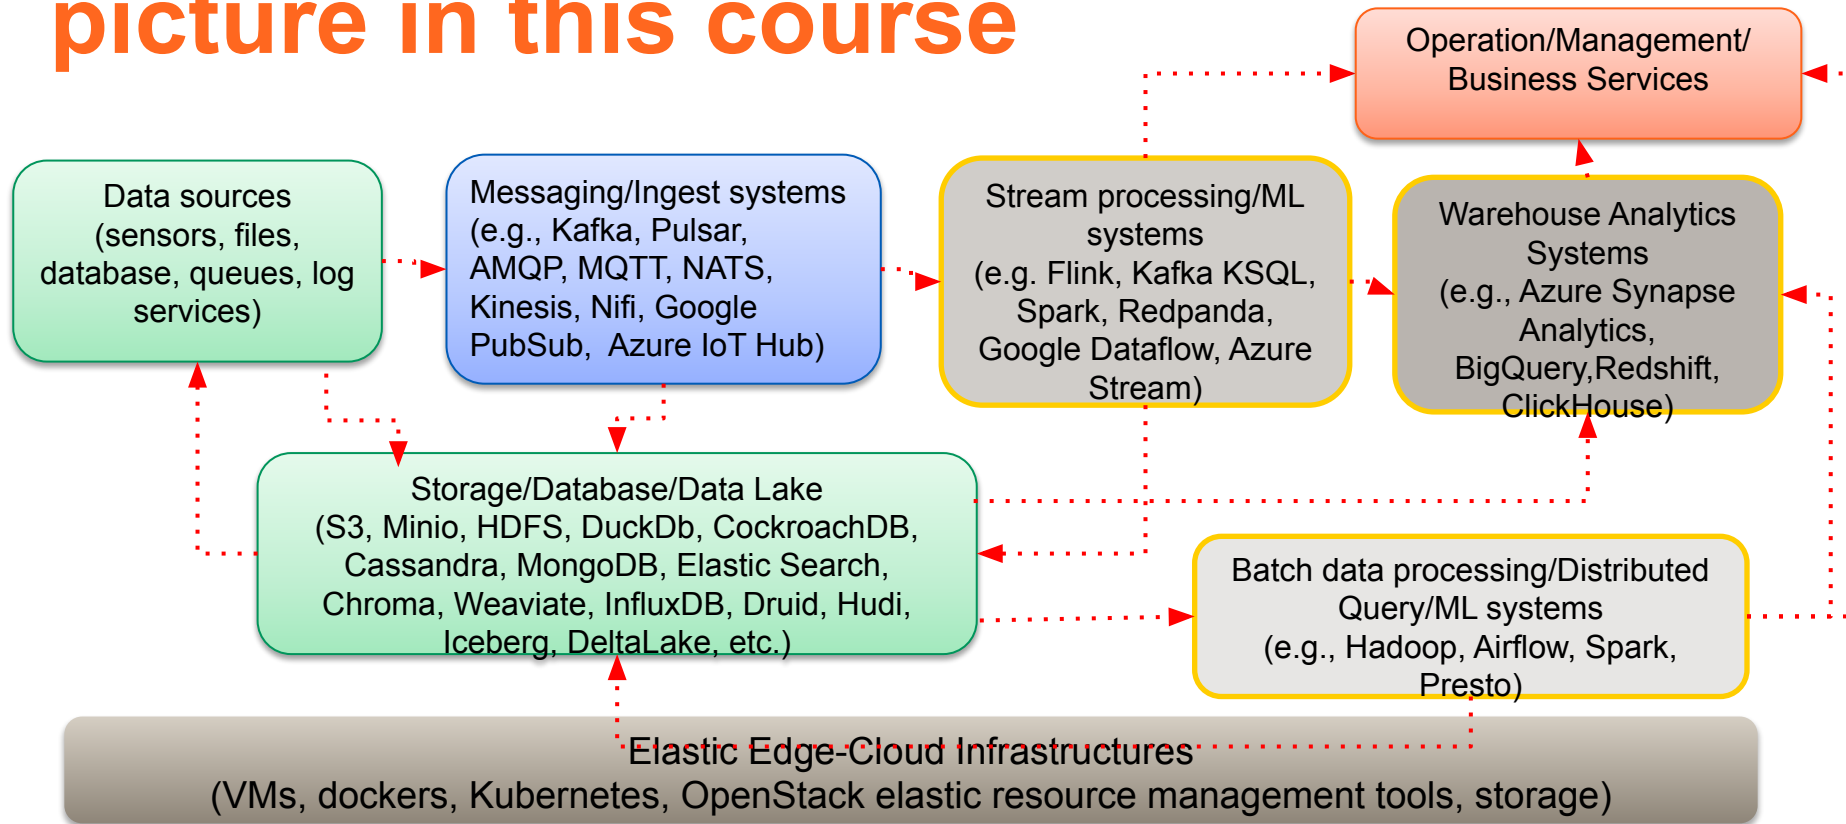 picture in this course
Operation/Management/
Business Services
Data sources
(sensors, files,
database, queues, log
services)
Messaging/Ingest systems
(e.g., Kafka, Pulsar,
AMQP, MQTT, NATS,
Kinesis, Nifi, Google
PubSub,  Azure IoT Hub)
Stream processing/ML
systems
(e.g. Flink, Kafka KSQL,
Spark, Redpanda,
Google Dataflow, Azure
Stream)
Warehouse Analytics
Systems
(e.g., Azure Synapse
Analytics,
BigQuery,Redshift,
ClickHouse)
Storage/Database/Data Lake
(S3, Minio, HDFS, DuckDb, CockroachDB,
Cassandra, MongoDB, Elastic Search,
Chroma, Weaviate, InfluxDB, Druid, Hudi,
Iceberg, DeltaLake, etc.)
Batch data processing/Distributed
Query/ML systems
(e.g., Hadoop, Airflow, Spark,
Presto)
Elastic Edge-Cloud Infrastructures
(VMs, dockers, Kubernetes, OpenStack elastic resource management tools, storage)